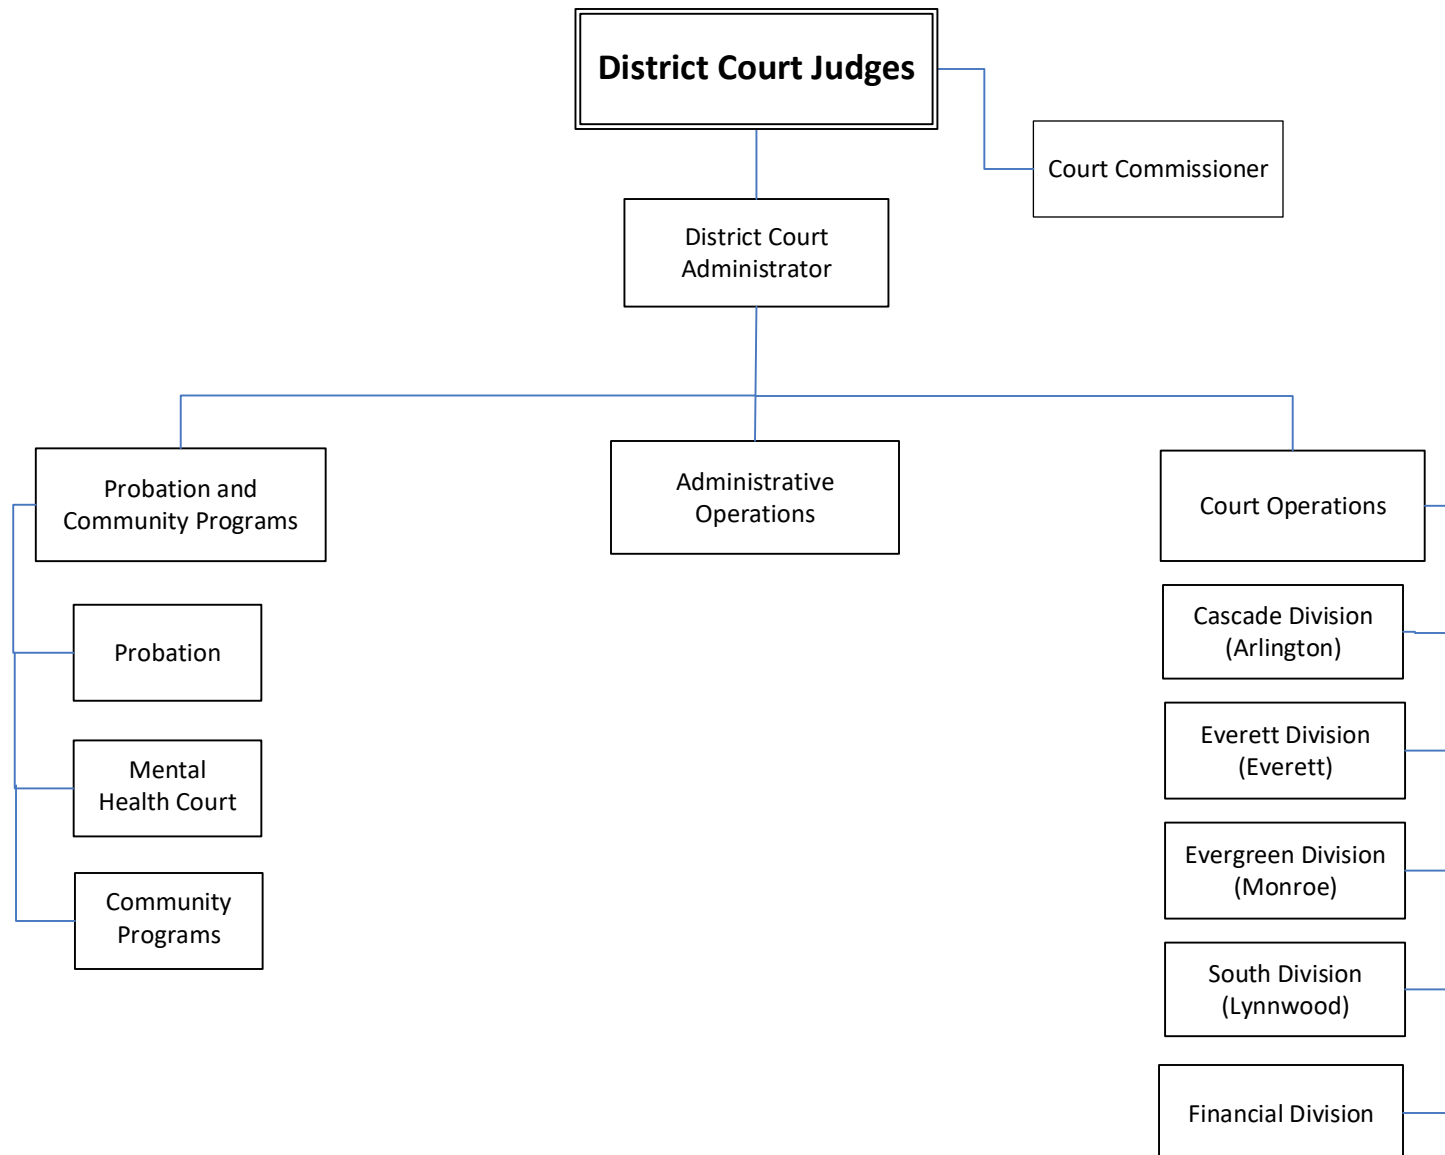 District Court Judges
Court Commissioner
District Court
Administrator
Probation and
Community Programs
Administrative
Operations
Court Operations
Probation
Mental
Health Court
Community
Programs
Cascade Division
(Arlington)
Everett Division
(Everett)
Evergreen Division
(Monroe)
South Division
(Lynnwood)
Financial Division